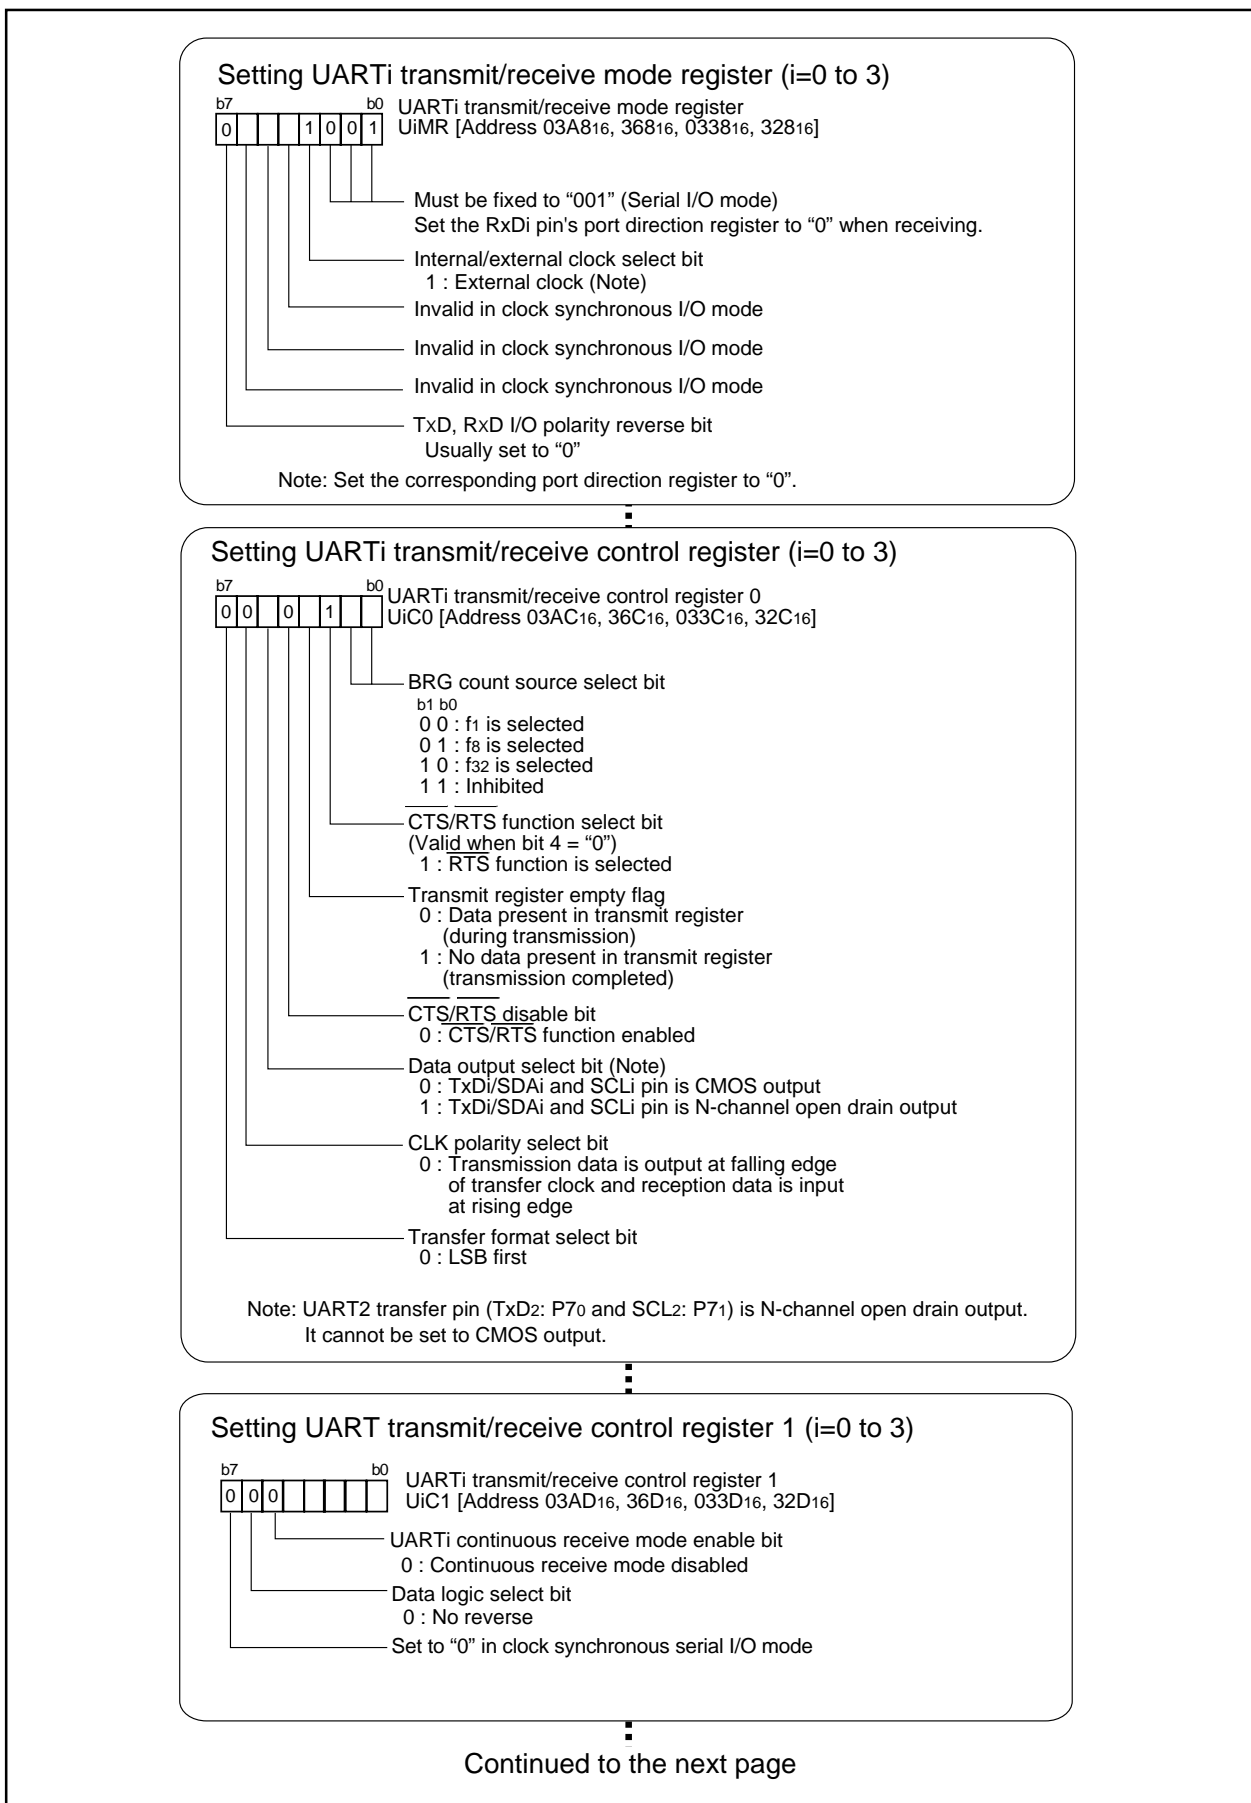 Setting UARTi transmit/receive mode register (i=0 to 3)
b7 b0
UARTi transmit/receive mode register
0 1 0 0 1
UiMR [Address 03A816, 36816, 033816, 32816]
Must be fixed to “001” (Serial I/O mode)
Set the RxDi pin's port direction register to “0” when receiving.
Internal/external clock select bit
1 : External clock (Note)
Invalid in clock synchronous I/O mode
Invalid in clock synchronous I/O mode
Invalid in clock synchronous I/O mode
TxD, RxD I/O polarity reverse bit
Usually set to “0”
Note: Set the corresponding port direction register to “0”.
Setting UARTi transmit/receive control register (i=0 to 3)
b7 b0
UARTi transmit/receive control register 0
0 0 0 1
UiC0 [Address 03AC16, 36C16, 033C16, 32C16]
BRG count source select bit
b1 b0
0 0 : f1 is selected
0 1 : f8 is selected
1 0 : f32 is selected
1 1 : Inhibited
CTS/RTS function select bit
(Valid when bit 4 = “0”)
1 : RTS function is selected
Transmit register empty flag
0 : Data present in transmit register
(during transmission)
1 : No data present in transmit register
(transmission completed)
CTS/RTS disable bit
0 : CTS/RTS function enabled
Data output select bit (Note)
0 : TxDi/SDAi and SCLi pin is CMOS output
1 : TxDi/SDAi and SCLi pin is N-channel open drain output
CLK polarity select bit
0 : Transmission data is output at falling edge
of transfer clock and reception data is input
at rising edge
Transfer format select bit
0 : LSB first
Note: UART2 transfer pin (TxD2: P70 and SCL2: P71) is N-channel open drain output.
It cannot be set to CMOS output.
Setting UART transmit/receive control register 1 (i=0 to 3)
b7 b0
UARTi transmit/receive control register 1
0 0 0
UiC1 [Address 03AD16, 36D16, 033D16, 32D16]
UARTi continuous receive mode enable bit
0 : Continuous receive mode disabled
Data logic select bit
0 : No reverse
Set to “0” in clock synchronous serial I/O mode
Continued to the next page